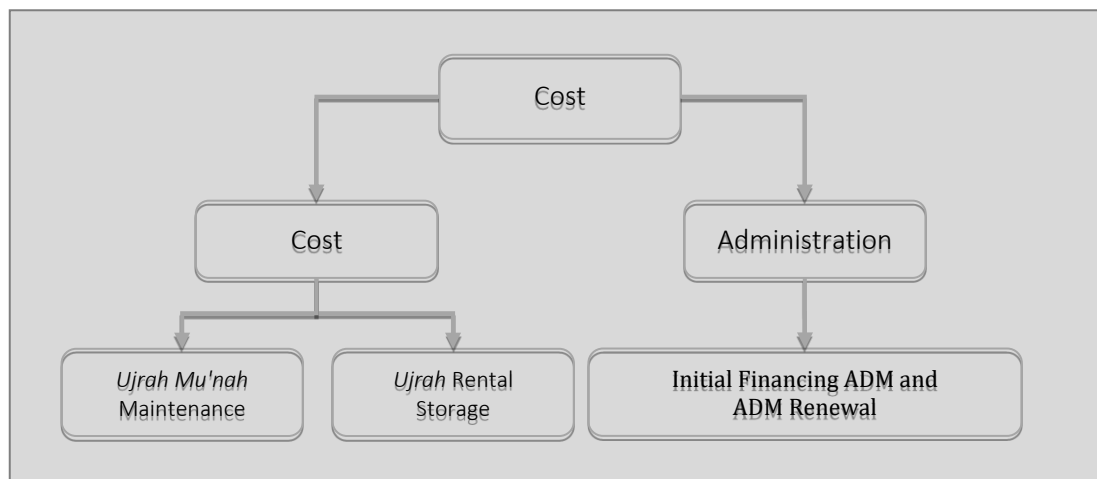 Cost
Cost
Administration
Ujrah Mu'nah
Maintenance
Ujrah Rental
Storage
Initial Financing ADM and
ADM Renewal